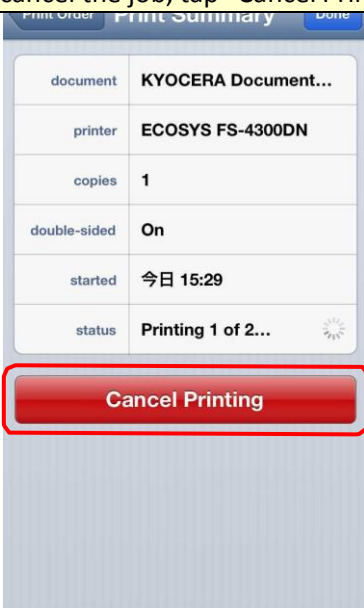 cancel the job, tap "Cancel Pri
Print Order Print Summary Done
document KYOCERA Document...
printer ECOSYS FS-4300DN
copies 1
double-sided On
started 今日 15:29
status Printing 1 of 2...
Cancel Printing